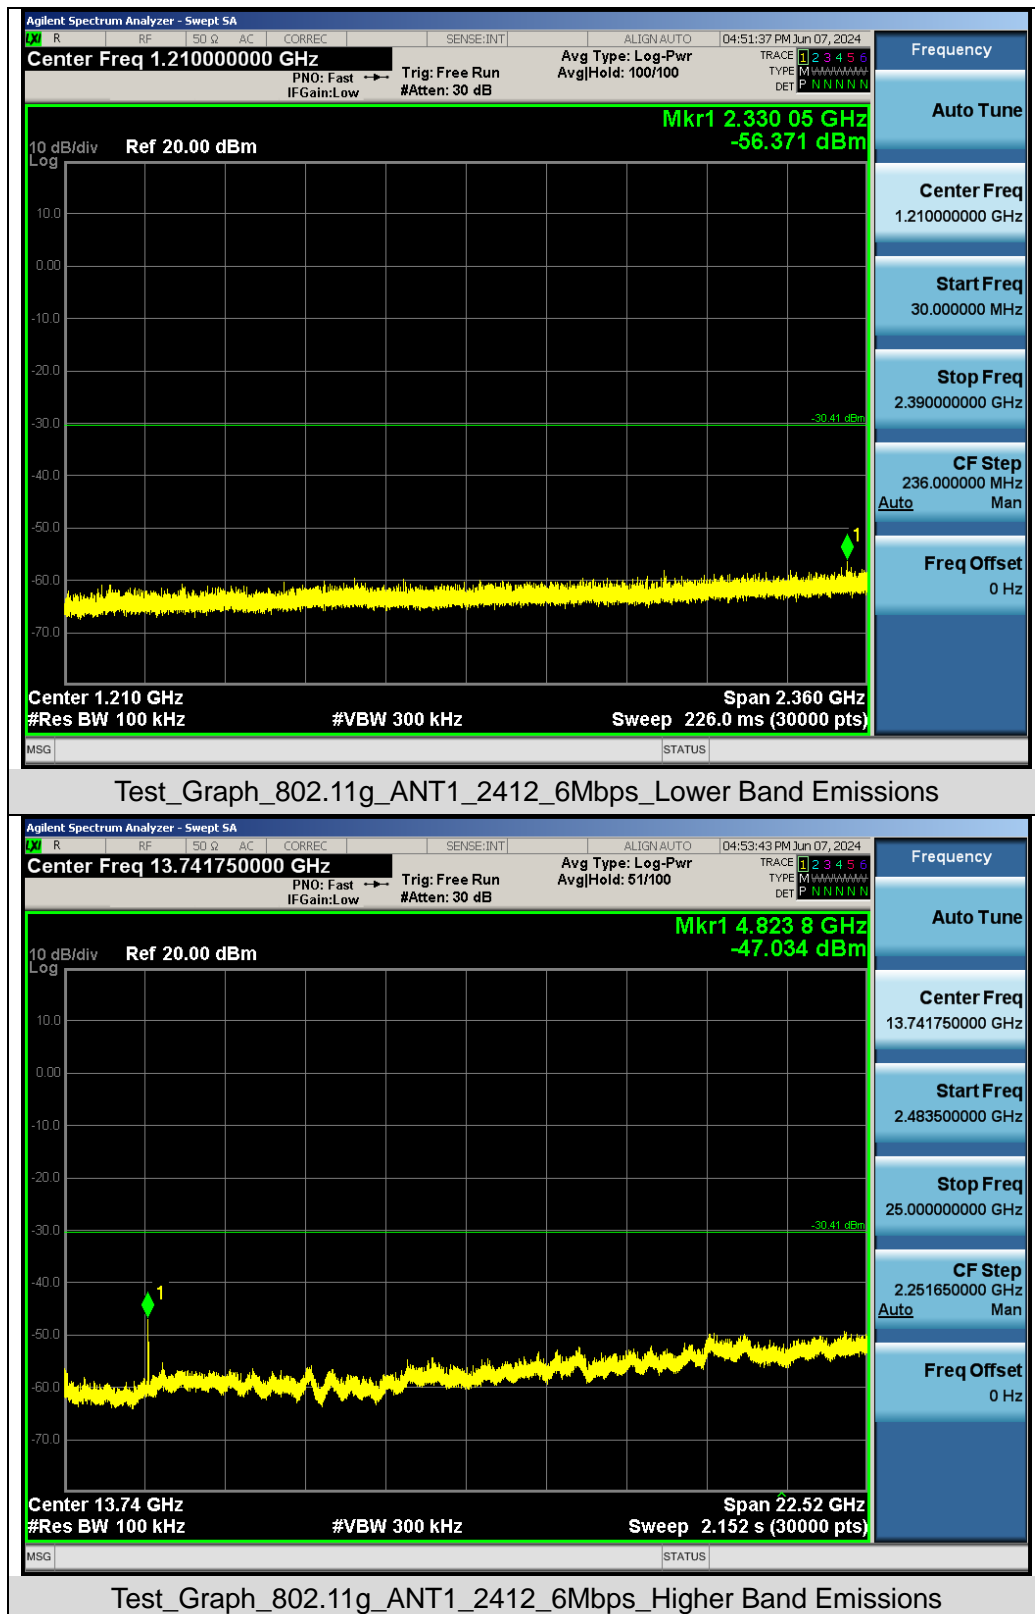 Agilent Spectrum Analyzer - Swept SA
LXI R RF 50 Ω AC CORREC SENSE:INT ALIGN AUTO 04:51:37 PM Jun 07, 2024
Center Freq 1.210000000 GHz
PNO: Fast Trig: Free Run
IFGain:Low #Atten: 30 dB
Avg Type: Log-Pwr
Avg|Hold: 100/100
TRACE 1 2 3 4 5 6
TYPE M WWWWW
DET P N N N N N
Mkr1 2.330 05 GHz
-56.371 dBm
10 dB/div Ref 20.00 dBm
Log
10.0
0.00
-10.0
-20.0
-30.0
-30.41 dBm
-40.0
-50.0
1
-60.0
-70.0
Center 1.210 GHz Span 2.360 GHz
#Res BW 100 kHz #VBW 300 kHz Sweep 226.0 ms (30000 pts)
MSG STATUS
Frequency
Auto Tune
Center Freq
1.210000000 GHz
Start Freq
30.000000 MHz
Stop Freq
2.390000000 GHz
CF Step
236.000000 MHz
Auto Man
Freq Offset
0 Hz
Test_Graph_802.11g_ANT1_2412_6Mbps_Lower Band Emissions
Agilent Spectrum Analyzer - Swept SA
LXI R RF 50 Ω AC CORREC SENSE:INT ALIGN AUTO 04:53:43 PM Jun 07, 2024
Center Freq 13.741750000 GHz
PNO: Fast Trig: Free Run
IFGain:Low #Atten: 30 dB
Avg Type: Log-Pwr
Avg|Hold: 51/100
TRACE 1 2 3 4 5 6
TYPE M WWWWW
DET P N N N N N
Mkr1 4.823 8 GHz
-47.034 dBm
10 dB/div Ref 20.00 dBm
Log
10.0
0.00
-10.0
-20.0
-30.0
-30.41 dBm
-40.0
1
-50.0
-60.0
-70.0
Center 13.74 GHz Span 22.52 GHz
#Res BW 100 kHz #VBW 300 kHz Sweep 2.152 s (30000 pts)
MSG STATUS
Frequency
Auto Tune
Center Freq
13.741750000 GHz
Start Freq
2.483500000 GHz
Stop Freq
25.000000000 GHz
CF Step
2.251650000 GHz
Auto Man
Freq Offset
0 Hz
Test_Graph_802.11g_ANT1_2412_6Mbps_Higher Band Emissions